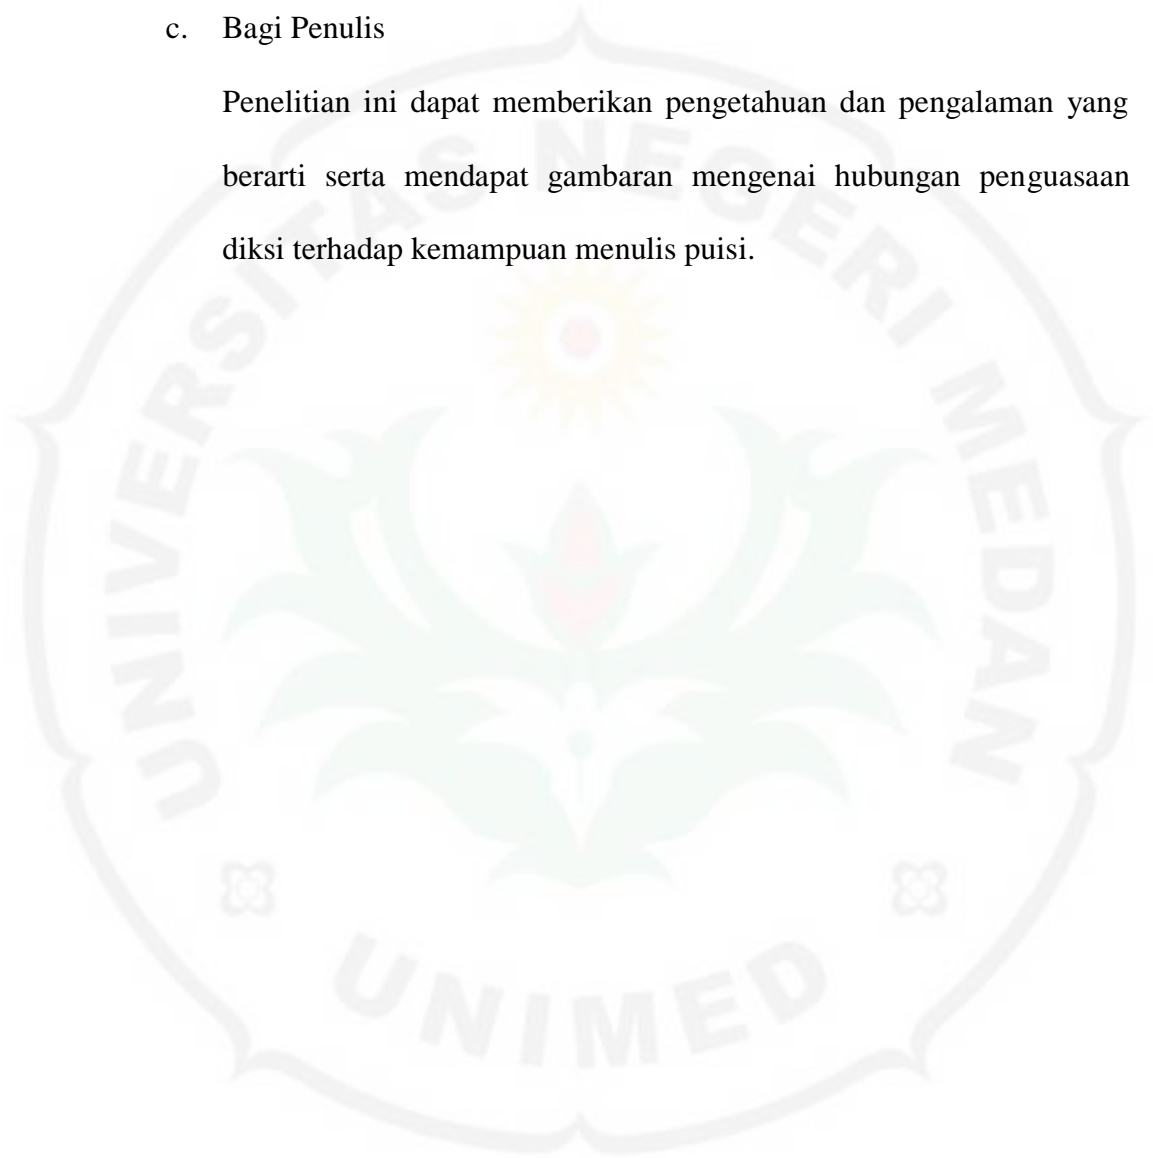 c. Bagi Penulis
Penelitian ini dapat memberikan pengetahuan dan pengalaman yang
berarti serta mendapat gambaran mengenai hubungan penguasaan
diksi terhadap kemampuan menulis puisi.
UNIVERSITAS NEGERI MEDAN
UNIMED